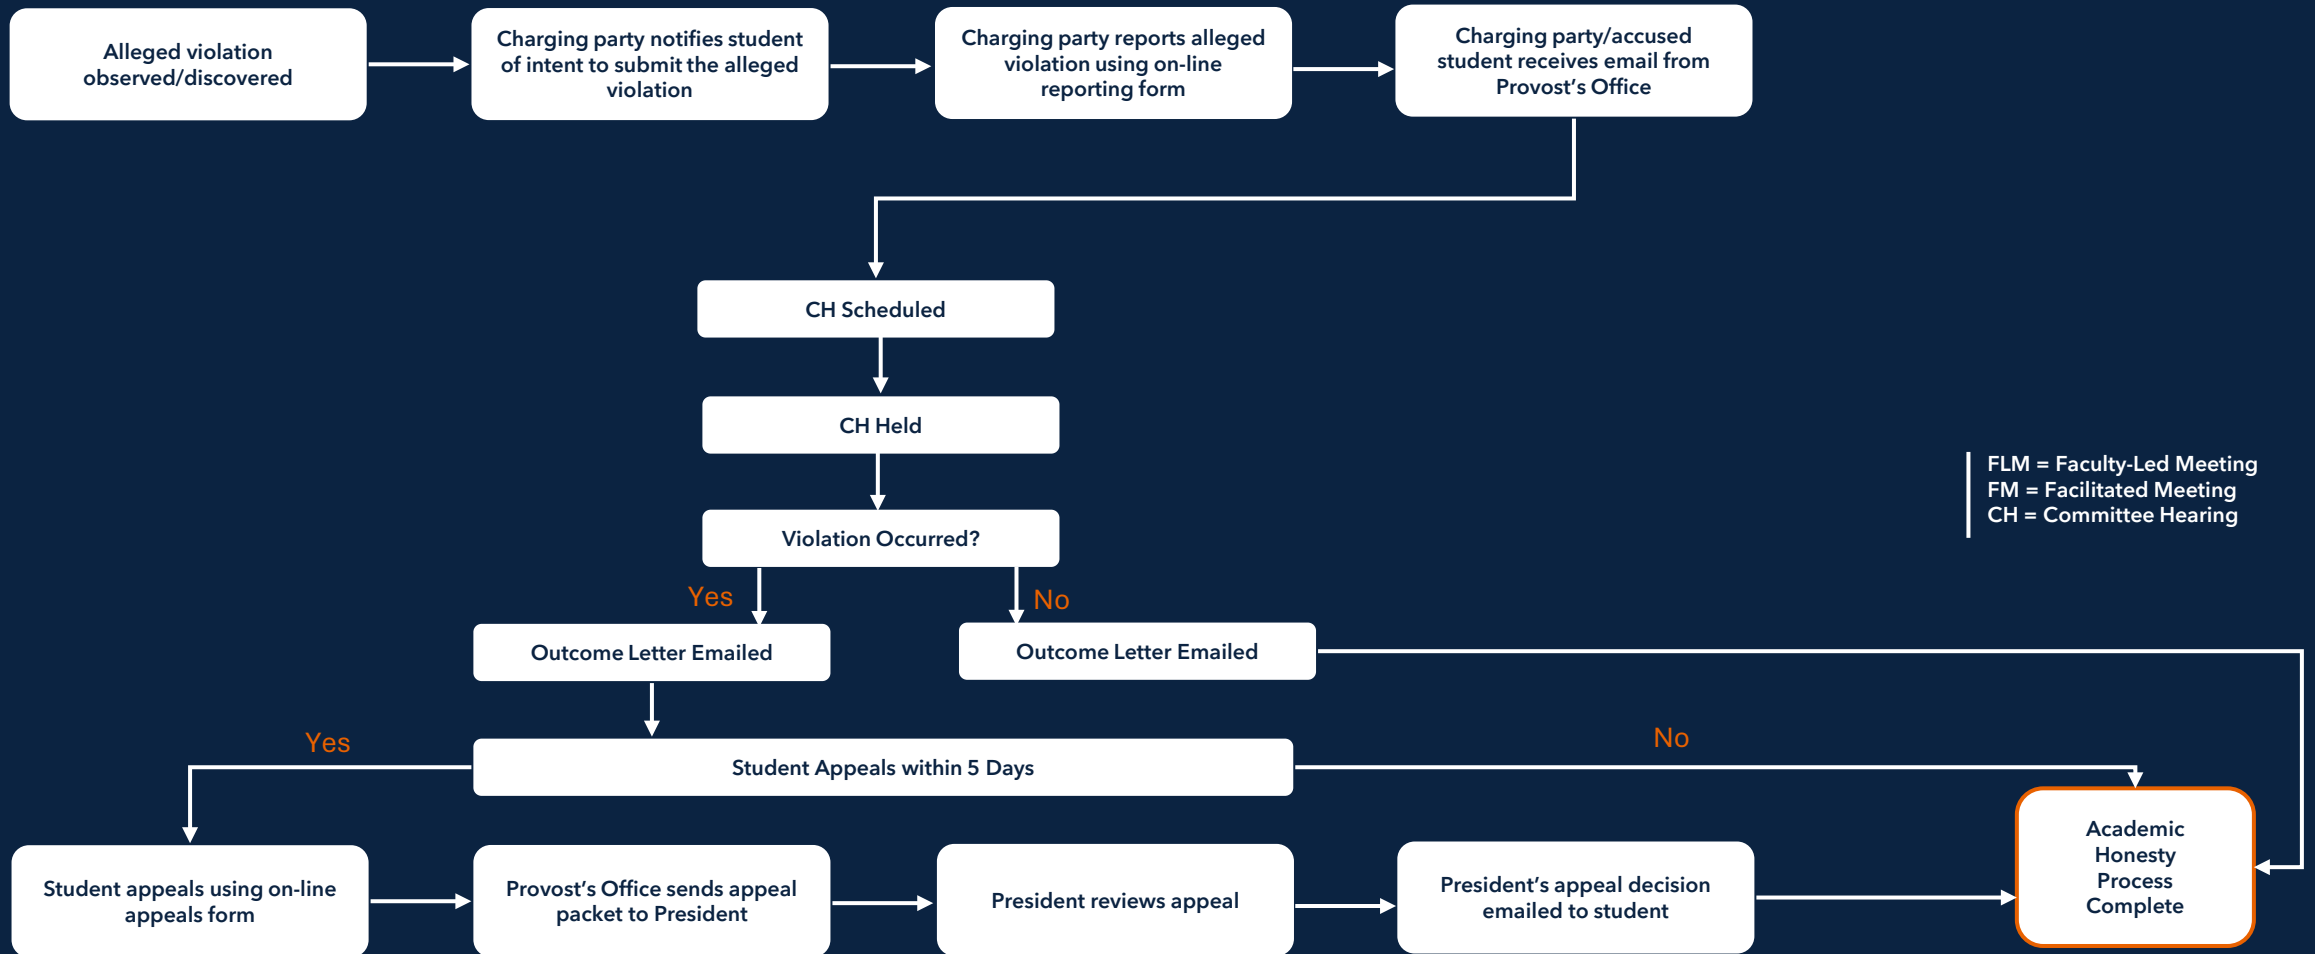 Alleged violation
observed/discovered
Charging party notifies student
of intent to submit the alleged
violation
Charging party reports alleged
violation using on-line
reporting form
Charging party/accused
student receives email from
Provost’s Office
CH Scheduled
CH Held
FLM = Faculty-Led Meeting
FM = Facilitated Meeting
CH = Committee Hearing
Violation Occurred?
Yes
No
Outcome Letter Emailed
Outcome Letter Emailed
Yes
Student Appeals within 5 Days
No
Student appeals using on-line
appeals form
Provost’s Office sends appeal
packet to President
President reviews appeal
President’s appeal decision
emailed to student
Academic
Honesty
Process
Complete